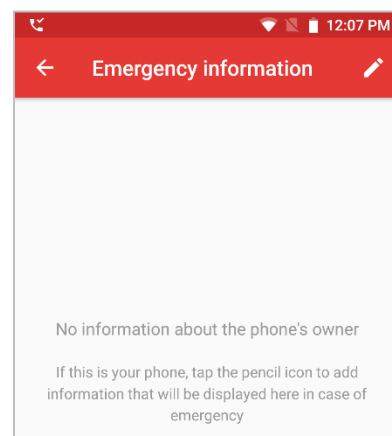 12:07 PM
Emergency information
No information about the phone's owner
If this is your phone, tap the pencil icon to add
information that will be displayed here in case of
emergency